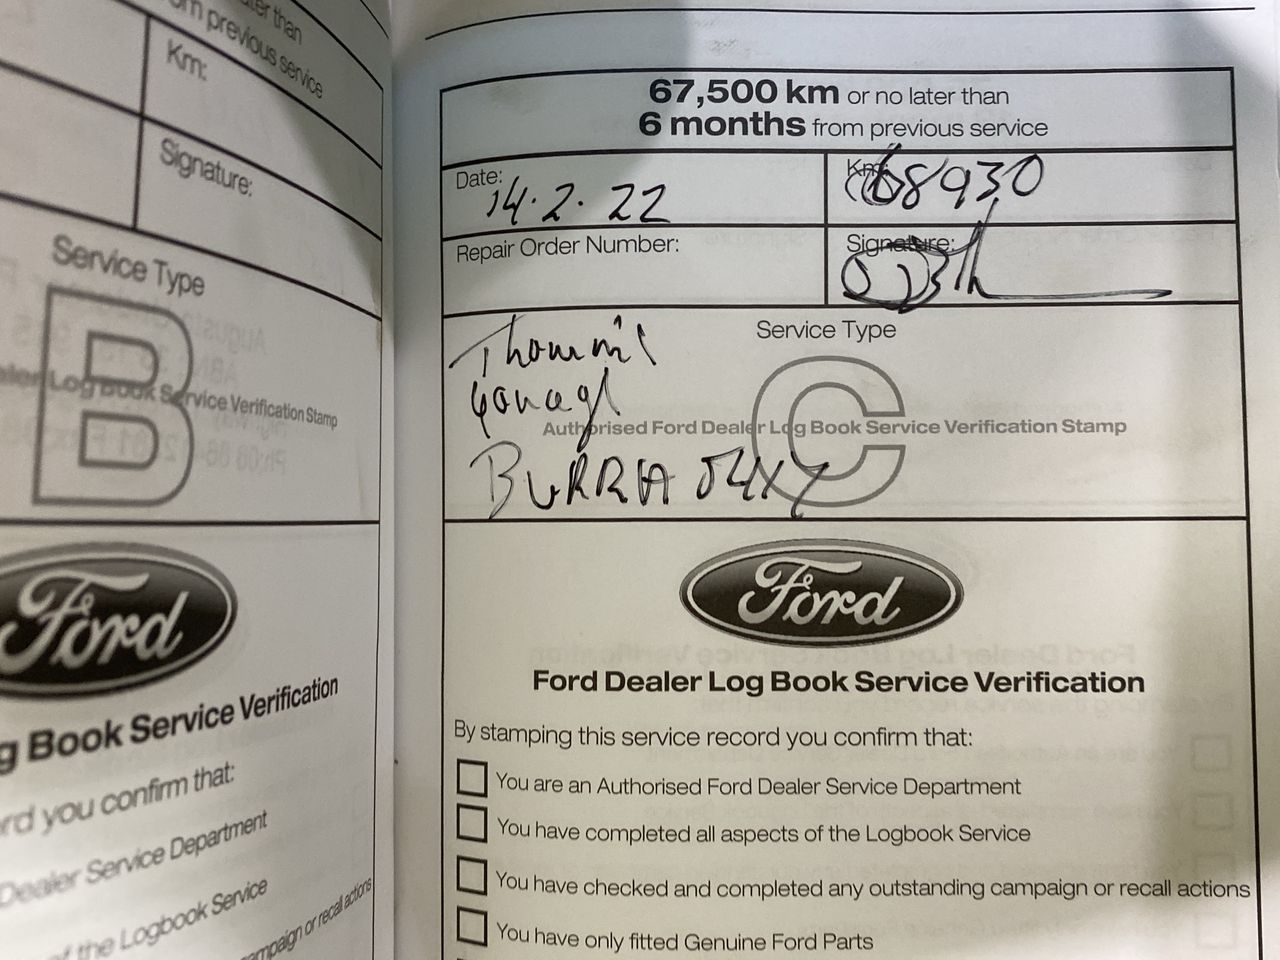 ater than
om previous service
Km:
Signature:
Service Type
B
aler Log Book Service Verification Stamp
Ford
g Book Service Verification
rd you confirm that:
Dealer Service Department
of the Logbook Service
ampaign or recall actions
67,500 km or no later than
6 months from previous service
Date: 14.2.22
Km: 68930
Repair Order Number:
Signature:
Service Type
C
Authorised Ford Dealer Log Book Service Verification Stamp
BURRA 5417
Ford
Ford Dealer Log Book Service Verification
By stamping this service record you confirm that:
You are an Authorised Ford Dealer Service Department
You have completed all aspects of the Logbook Service
You have checked and completed any outstanding campaign or recall actions
You have only fitted Genuine Ford Parts